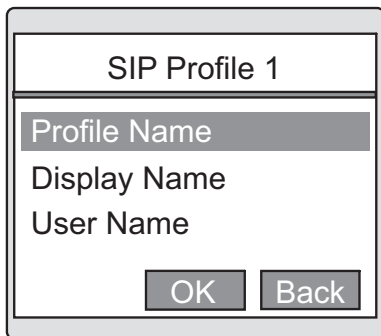 SIP Profile 1
Profile Name
Display Name
User Name
OK Back